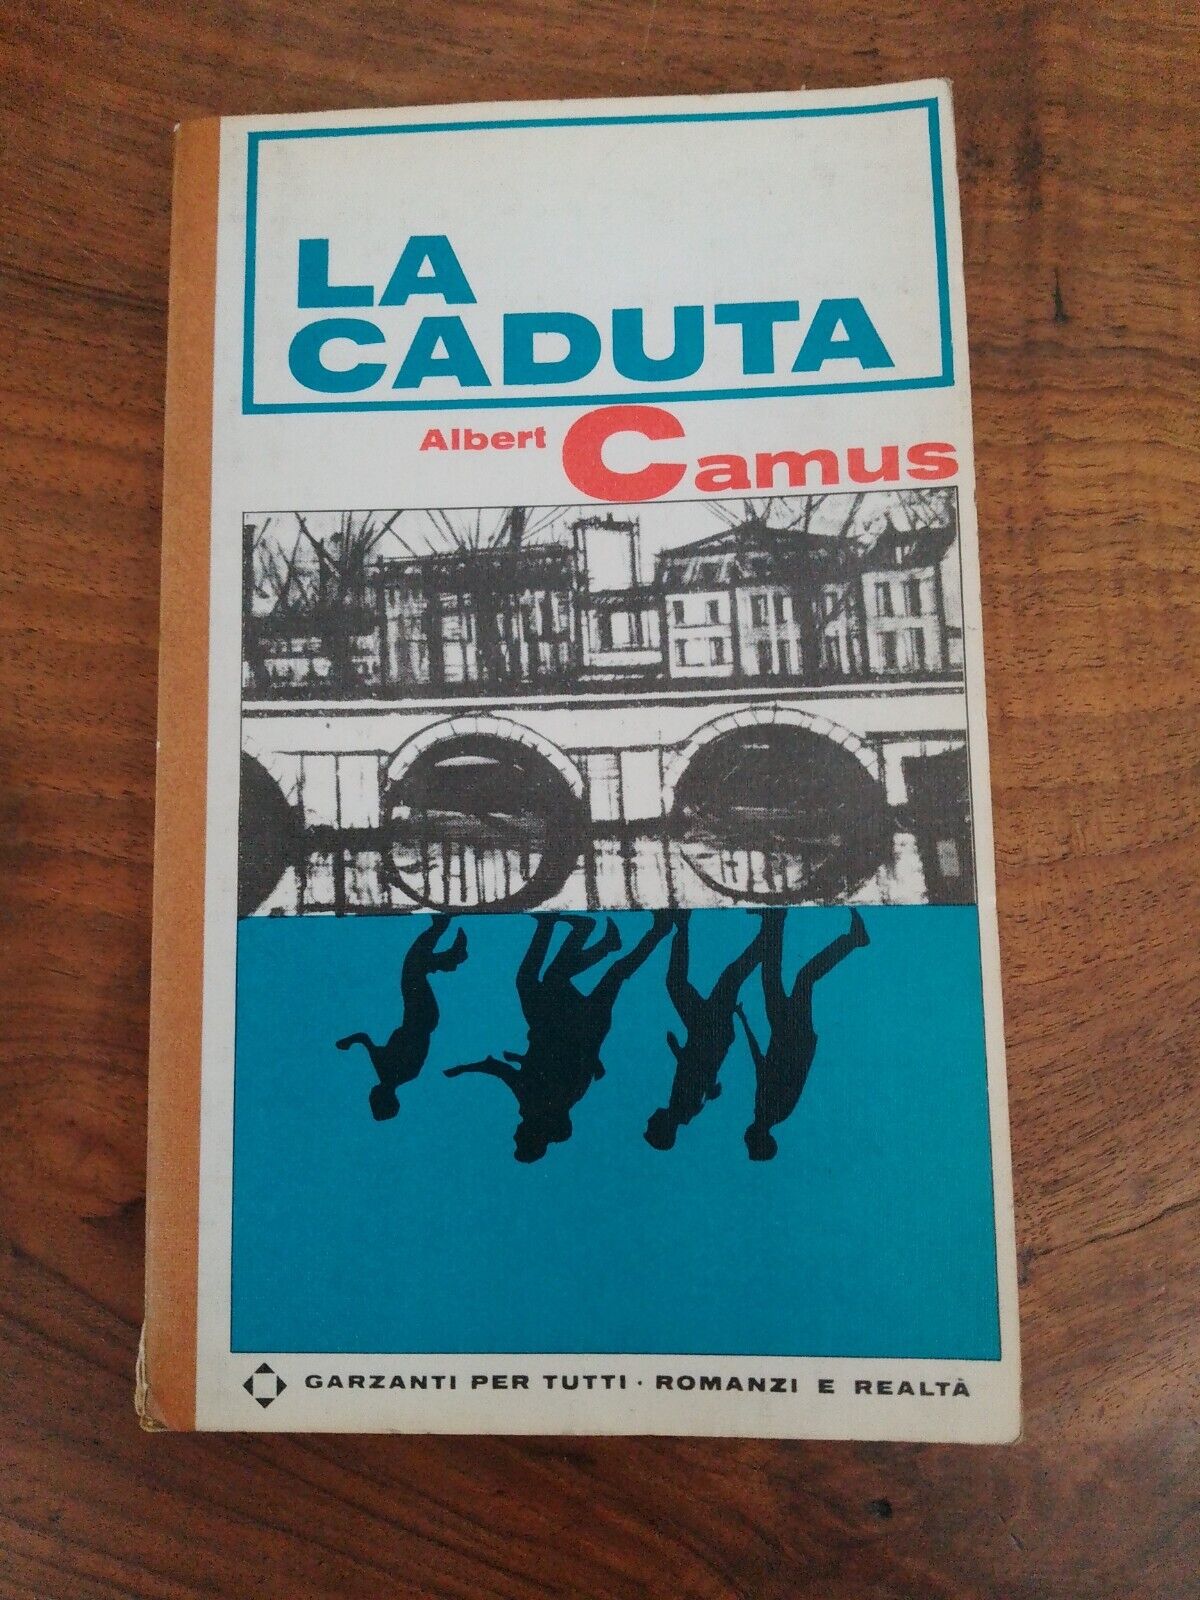 LA
CADUTA
Albert Camus
GARZANTI PER TUTTI · ROMANZI E REALTÀ